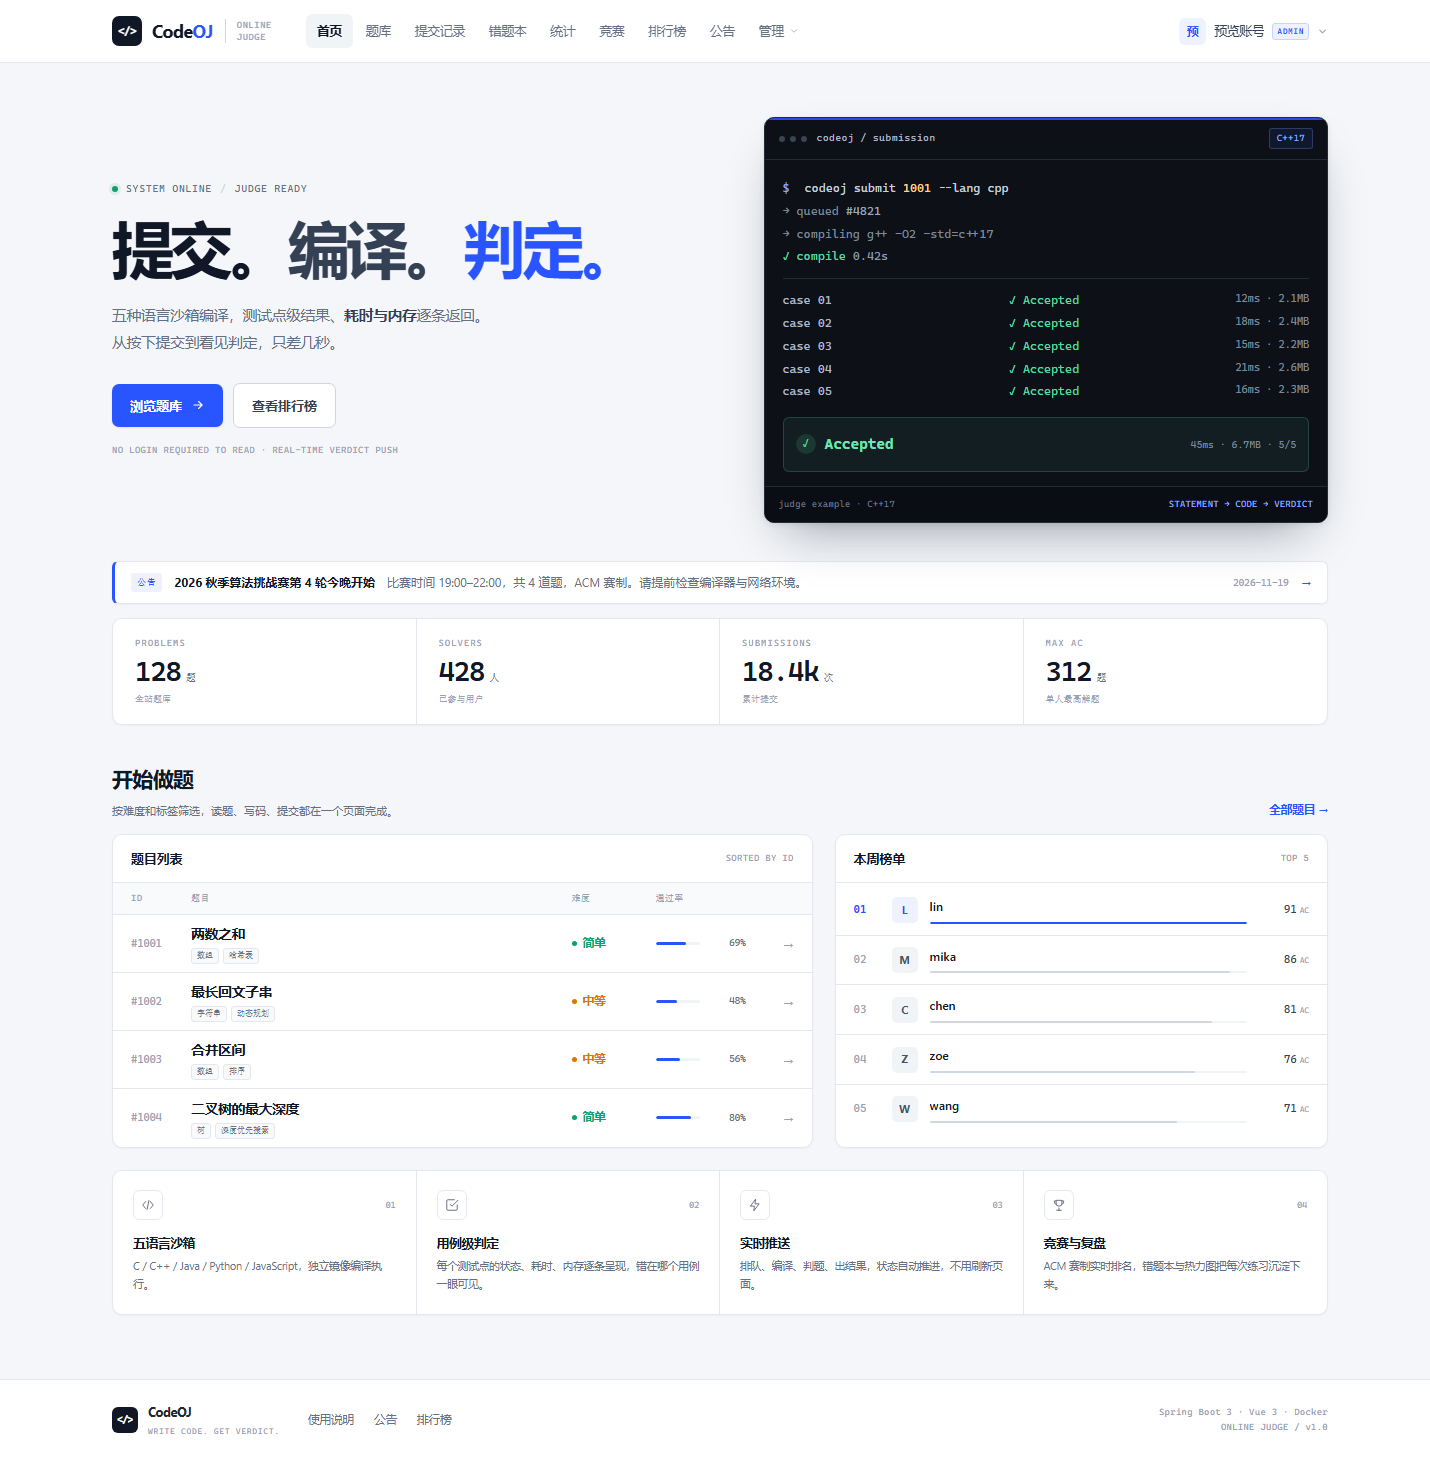 </> CodeOJ ONLINE JUDGE 首页 题库 提交记录 错题本 统计 竞赛 排行榜 公告 管理 预 预览账号 ADMIN
SYSTEM ONLINE / JUDGE READY
提交。编译。判定。
五种语言沙箱编译，测试点级结果、耗时与内存逐条返回。
从按下提交到看见判定，只差几秒。
浏览题库 → 查看排行榜
NO LOGIN REQUIRED TO READ · REAL-TIME VERDICT PUSH
codeoj / submission C++17
$ codeoj submit 1001 --lang cpp
→ queued #4821
→ compiling g++ -O2 -std=c++17
✓ compile 0.42s
case 01 ✓ Accepted 12ms · 2.1MB
case 02 ✓ Accepted 18ms · 2.4MB
case 03 ✓ Accepted 15ms · 2.2MB
case 04 ✓ Accepted 21ms · 2.6MB
case 05 ✓ Accepted 16ms · 2.3MB
✓ Accepted 45ms · 6.7MB · 5/5
judge example · C++17 STATEMENT → CODE → VERDICT
公告 2026 秋季算法挑战赛第 4 轮今晚开始 比赛时间 19:00–22:00，共 4 道题，ACM 赛制。请提前检查编译器与网络环境。 2026-11-19 →
PROBLEMS
128 题
全站题库
SOLVERS
428 人
已参与用户
SUBMISSIONS
18.4k 次
累计提交
MAX AC
312 题
单人最高解题
开始做题
按难度和标签筛选，读题、写码、提交都在一个页面完成。
全部题目 →
题目列表 SORTED BY ID
ID 题目 难度 通过率
#1001 两数之和 简单 69% →
数组 哈希表
#1002 最长回文子串 中等 48% →
字符串 动态规划
#1003 合并区间 中等 56% →
数组 排序
#1004 二叉树的最大深度 简单 80% →
树 深度优先搜索
本周榜单 TOP 5
01 L lin 91 AC
02 M mika 86 AC
03 C chen 81 AC
04 Z zoe 76 AC
05 W wang 71 AC
01
五语言沙箱
C / C++ / Java / Python / JavaScript，独立镜像编译执
行。
02
用例级判定
每个测试点的状态、耗时、内存逐条呈现，错在哪个用例
一眼可见。
03
实时推送
排队、编译、判题、出结果，状态自动推进，不用刷新页
面。
04
竞赛与复盘
ACM 赛制实时排名，错题本与热力图把每次练习沉淀下
来。
</> CodeOJ
WRITE CODE. GET VERDICT.
使用说明 公告 排行榜
Spring Boot 3 · Vue 3 · Docker
ONLINE JUDGE / v1.0